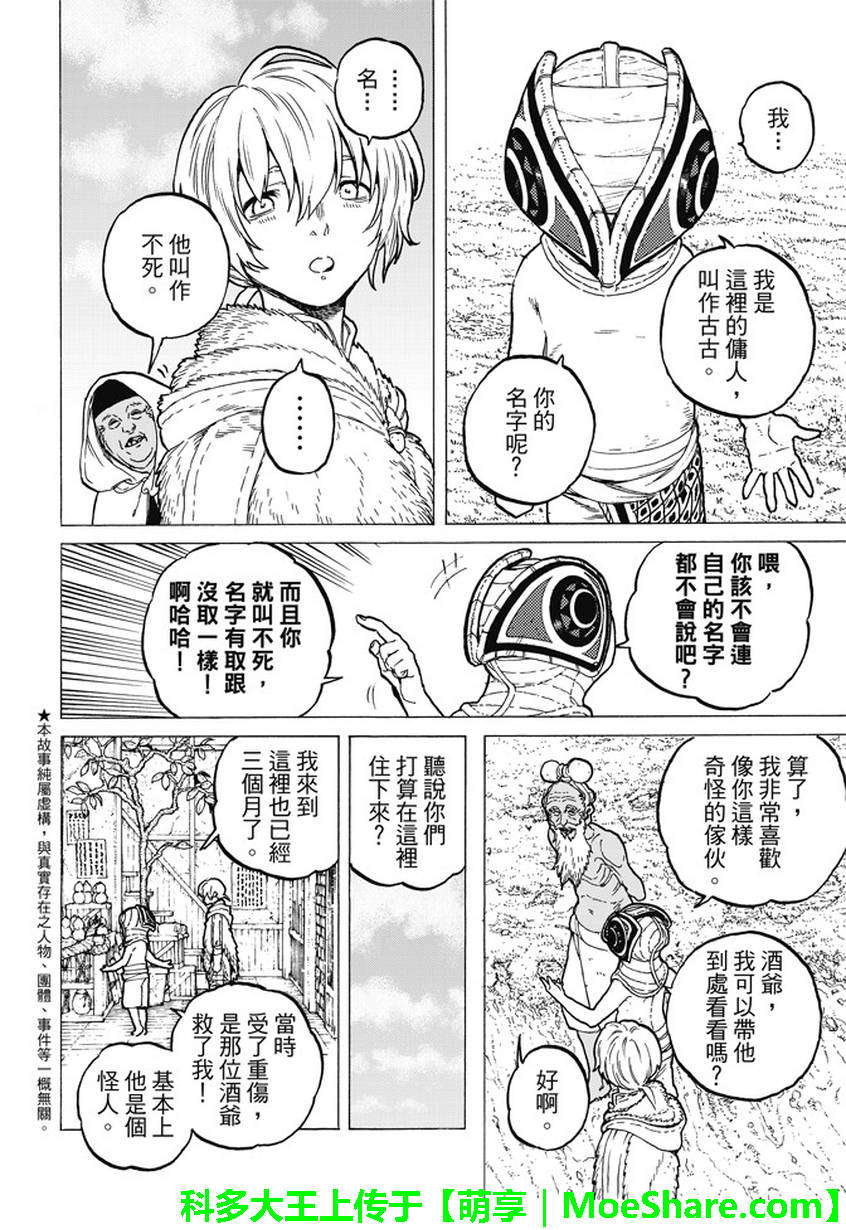 我…
我是
這裡的傭人，
叫作古古。
你的
名字呢？
……
名…
他叫作
不死。
……
喂，
你該不會連
自己的名字
都不會說吧？
而且你
就叫不死，
名字有取跟
沒取一樣！
啊哈哈！
算了，
我非常喜歡
像你這樣
奇怪的傢伙。
酒爺，
我可以帶他
到處看看嗎？
好啊。
聽說你們
打算在這裡
住下來？
我來到
這裡也已經
三個月了。
當時
受了重傷，
是那位酒爺
救了我！
基本上
他是個
怪人。
★本故事純屬虛構，與真實存在之人物、團體、事件等一概無關。
科多大王上传于【萌享｜MoeShare.com】